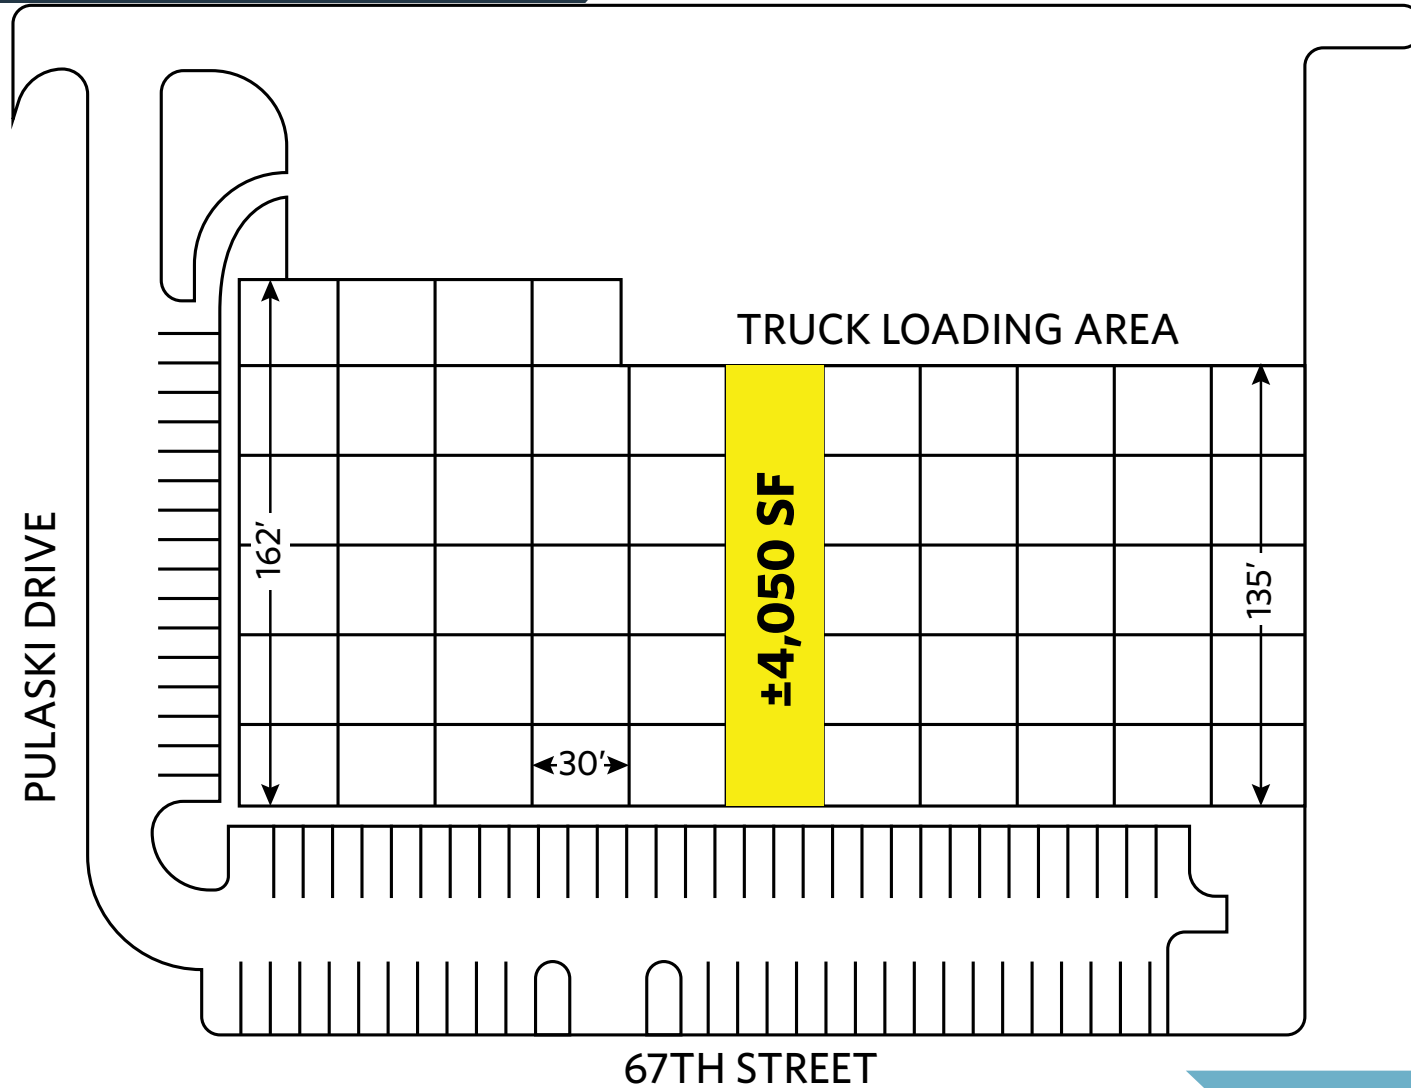 TRUCK LOADING AREA
162’
±4,050 SF
135’
PULASKI DRIVE
30’
67TH STREET